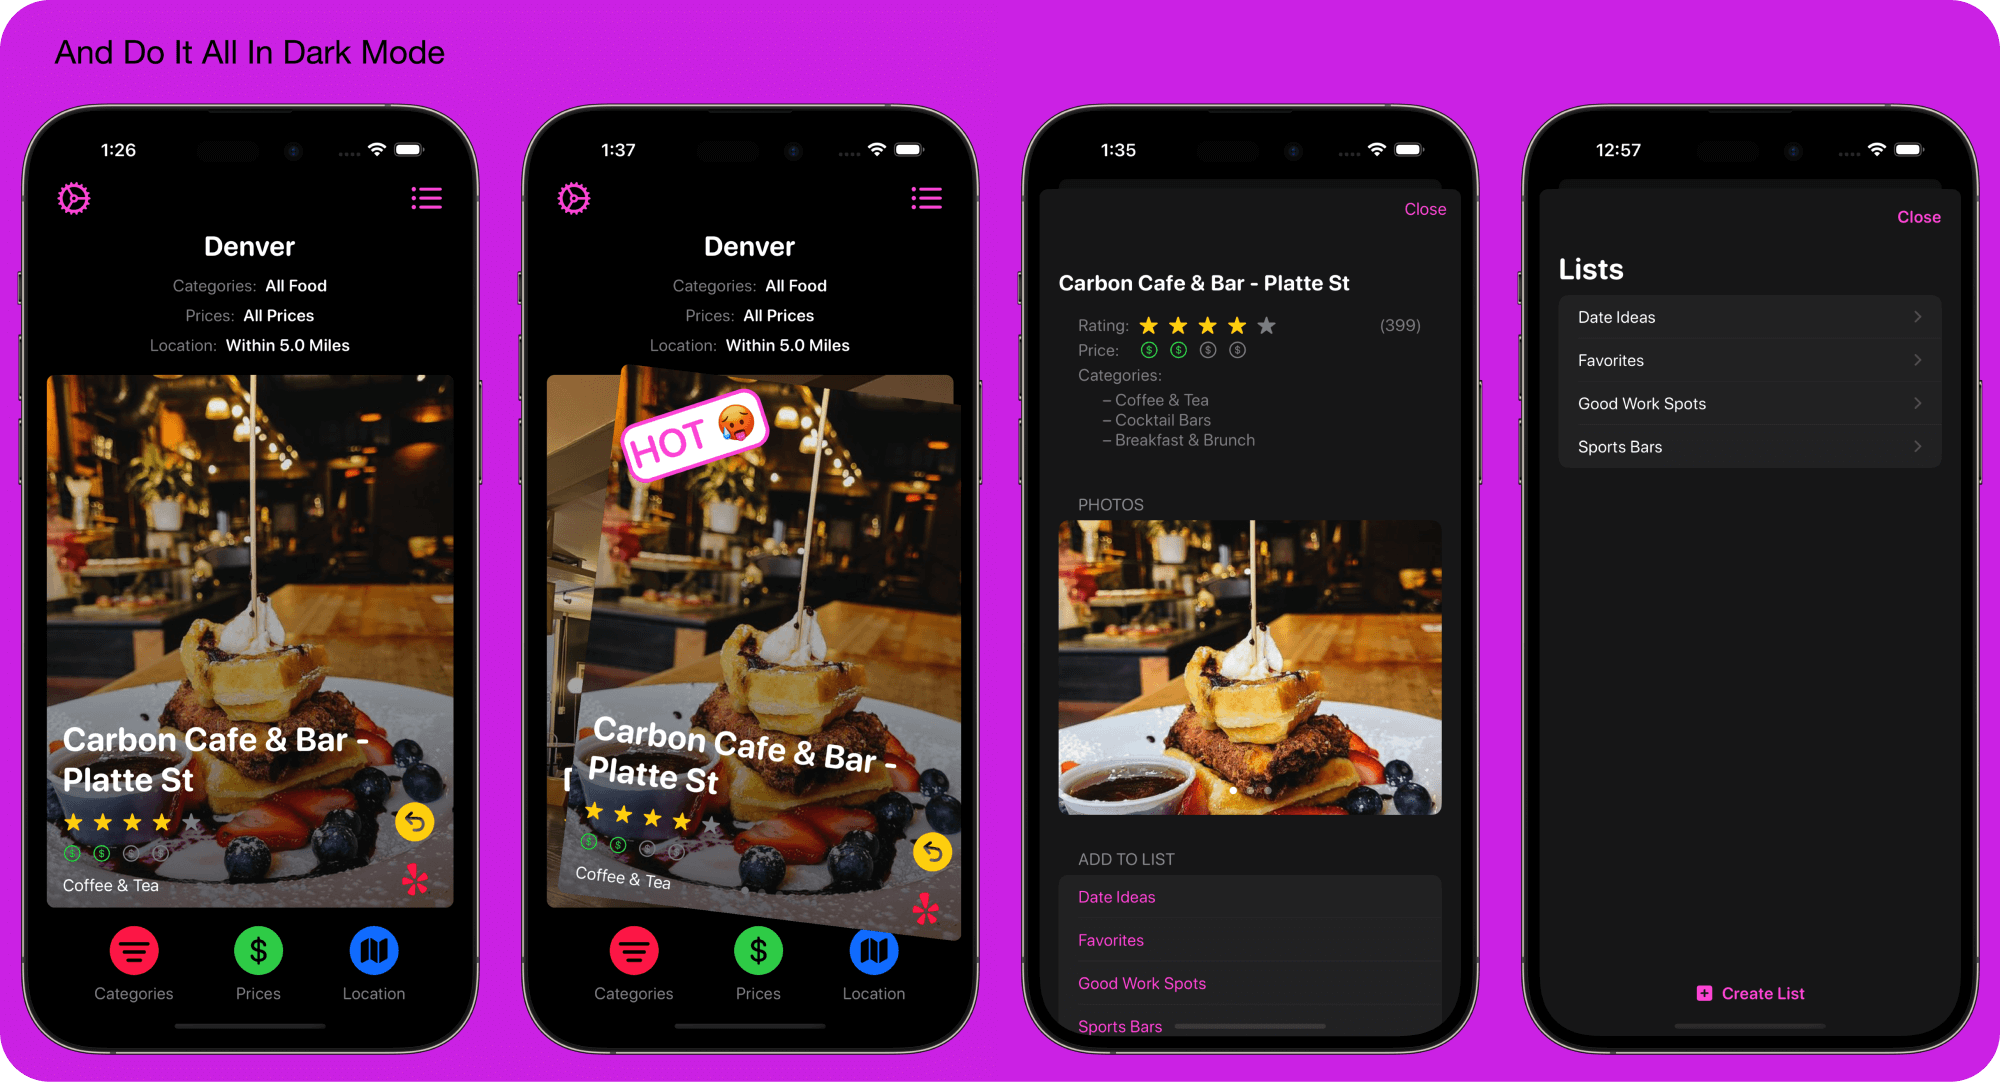 And Do It All In Dark Mode
1:26
Denver
Categories: All Food
Prices: All Prices
Location: Within 5.0 Miles
Carbon Cafe & Bar -
Platte St
$ $ $ $
Coffee & Tea
$
Categories Prices Location
1:37
Denver
Categories: All Food
Prices: All Prices
Location: Within 5.0 Miles
HOT 🥵
Carbon Cafe & Bar -
Platte St
$ $ $ $
Coffee & Tea
$
Categories Prices Location
1:35
Close
Carbon Cafe & Bar - Platte St
Rating: (399)
Price: $ $ $ $
Categories:
– Coffee & Tea
– Cocktail Bars
– Breakfast & Brunch
PHOTOS
ADD TO LIST
Date Ideas
Favorites
Good Work Spots
Sports Bars
12:57
Close
Lists
Date Ideas
Favorites
Good Work Spots
Sports Bars
Create List